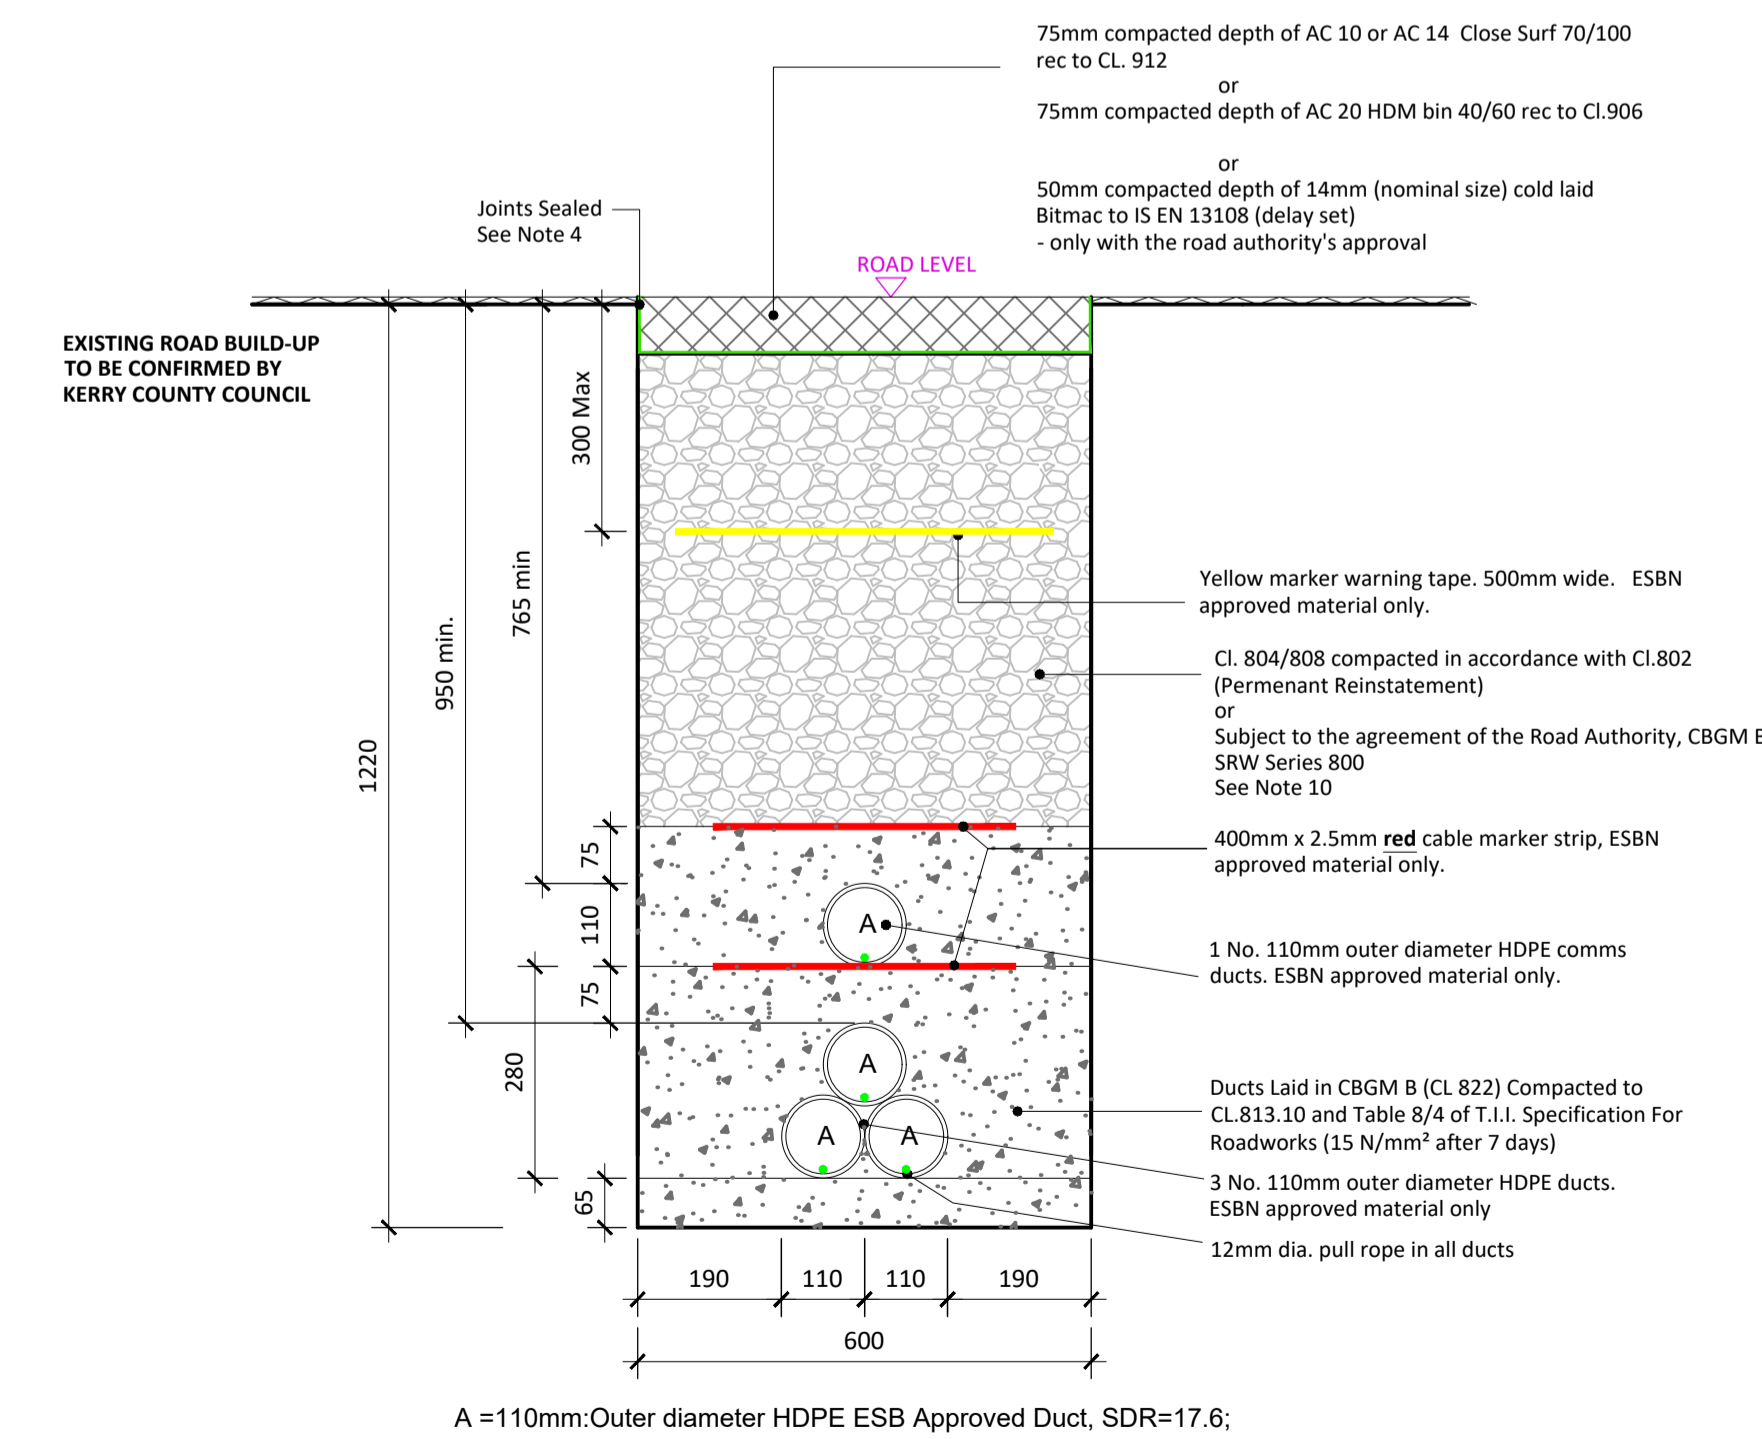 75mm compacted depth of AC 10 or AC 14 Close Surf 70/100
rec to CL. 912
or
75mm compacted depth of AC 20 HDM bin 40/60 rec to Cl.906
or
50mm compacted depth of 14mm (nominal size) cold laid
Bitmac to IS EN 13108 (delay set)
- only with the road authority's approval
Joints Sealed
See Note 4
ROAD LEVEL
EXISTING ROAD BUILD-UP
TO BE CONFIRMED BY
KERRY COUNTY COUNCIL
300 Max
765 min
950 min.
1220
Yellow marker warning tape. 500mm wide. ESBN
approved material only.
Cl. 804/808 compacted in accordance with Cl.802
(Permenant Reinstatement)
or
Subject to the agreement of the Road Authority, CBGM B
SRW Series 800
See Note 10
400mm x 2.5mm red cable marker strip, ESBN
approved material only.
75
110
75
280
65
A
A
A
A
1 No. 110mm outer diameter HDPE comms
ducts. ESBN approved material only.
Ducts Laid in CBGM B (CL 822) Compacted to
CL.813.10 and Table 8/4 of T.I.I. Specification For
Roadworks (15 N/mm² after 7 days)
3 No. 110mm outer diameter HDPE ducts.
ESBN approved material only
12mm dia. pull rope in all ducts
190
110
110
190
600
A =110mm:Outer diameter HDPE ESB Approved Duct, SDR=17.6;